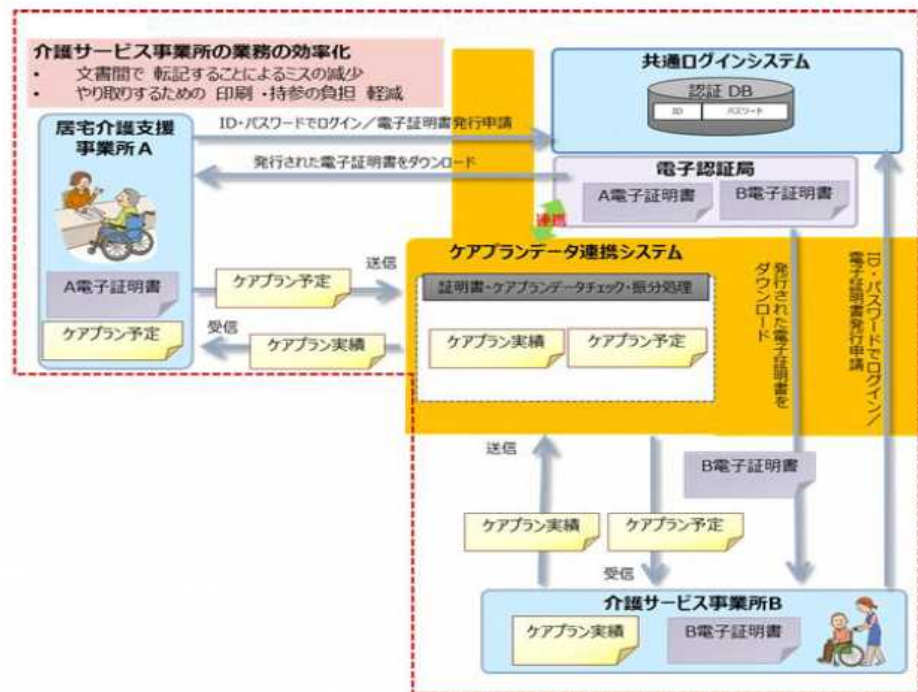 介護サービス事業所の業務の効率化
• 文書間で 転記することによるミスの減少
• やり取りするための 印刷・持参の負担 軽減
共通ログインシステム
認証 DB
ID
パスワード
居宅介護支援
事業所A
ID・パスワードでログイン／電子証明書発行申請
発行された電子証明書をダウンロード
電子認証局
A電子証明書
B電子証明書
連携
ケアプランデータ連携システム
証明書・ケアプランデータチェック・振分処理
ケアプラン実績
ケアプラン予定
A電子証明書
ケアプラン予定
ケアプラン予定
送信
受信
ケアプラン実績
発行された電子証明書を
ダウンロード
ID・パスワードでログイン／
電子証明書発行申請
送信
B電子証明書
ケアプラン実績
ケアプラン予定
受信
介護サービス事業所B
ケアプラン実績
B電子証明書